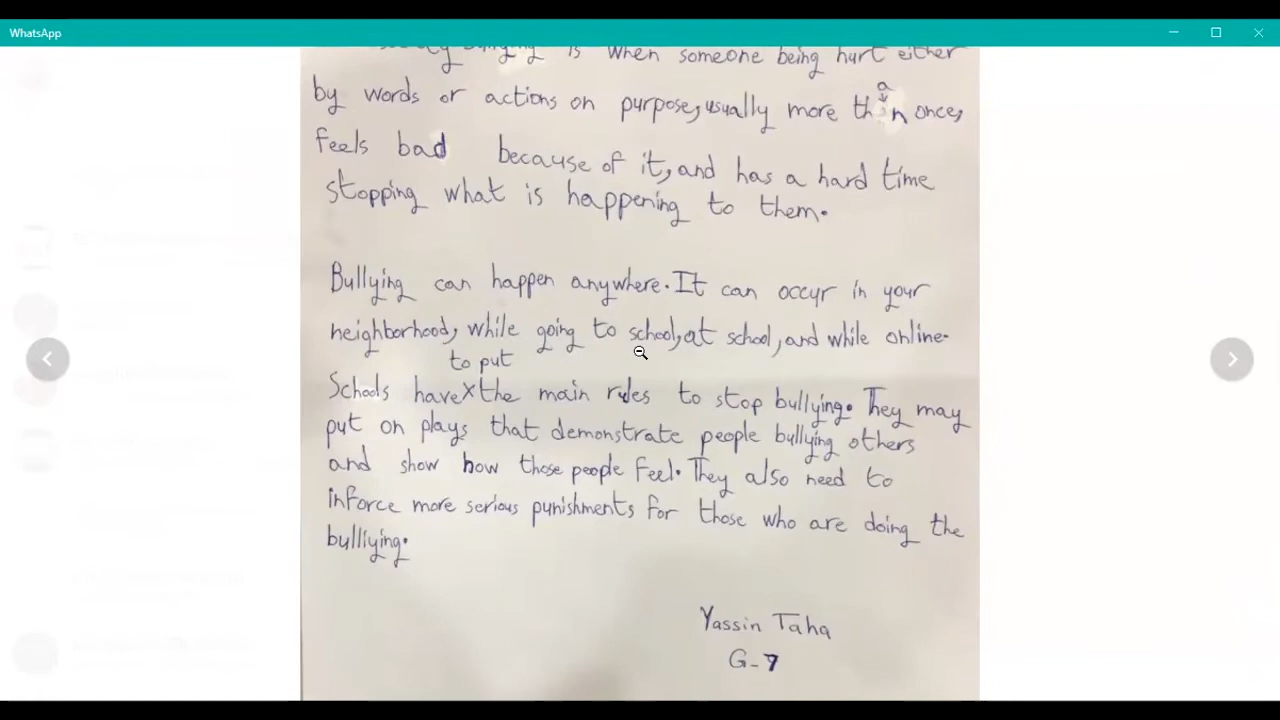 WhatsApp
bullying is when someone being hurt either
by words or actions on purpose, usually more than once,
feels bad because of it, and has a hard time
stopping what is happening to them.
Bullying can happen anywhere. It can occur in your
neighborhood, while going to school, at school, and while online.
to put
Schools have x the main rules to stop bullying. They may
put on plays that demonstrate people bullying others
and show how those people feel. They also need to
inforce more serious punishments for those who are doing the
bulliying.
Yassin Taha
G-7